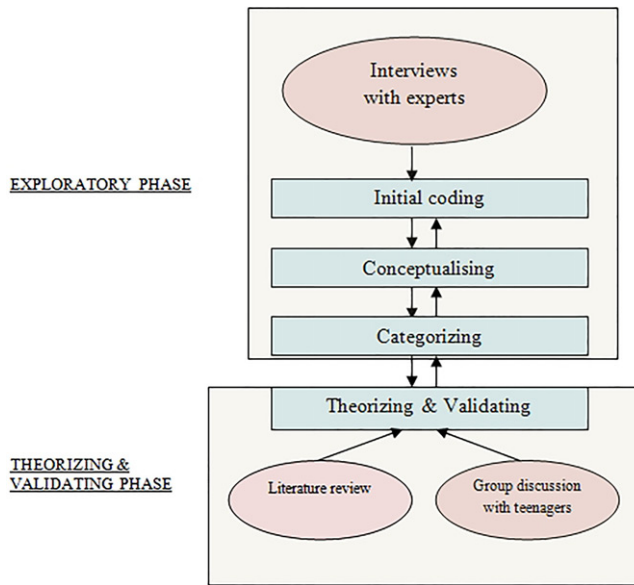 Interviews
with experts
EXPLORATORY PHASE
Initial coding
Conceptualising
Categorizing
Theorizing & Validating
THEORIZING &
VALIDATING PHASE
Literature review
Group discussion
with teenagers